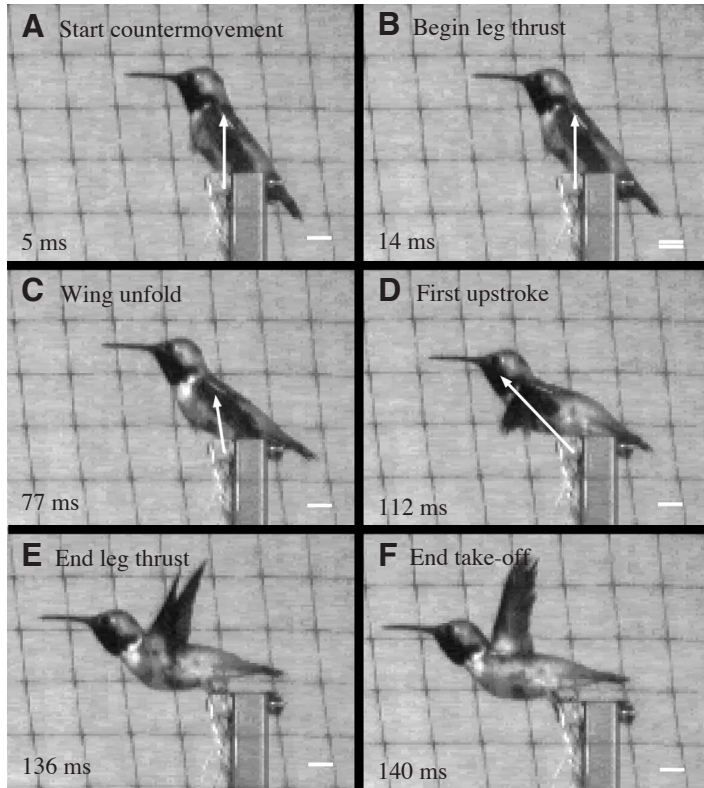 A Start countermovement
5 ms
B Begin leg thrust
14 ms
C Wing unfold
77 ms
D First upstroke
112 ms
E End leg thrust
136 ms
F End take-off
140 ms